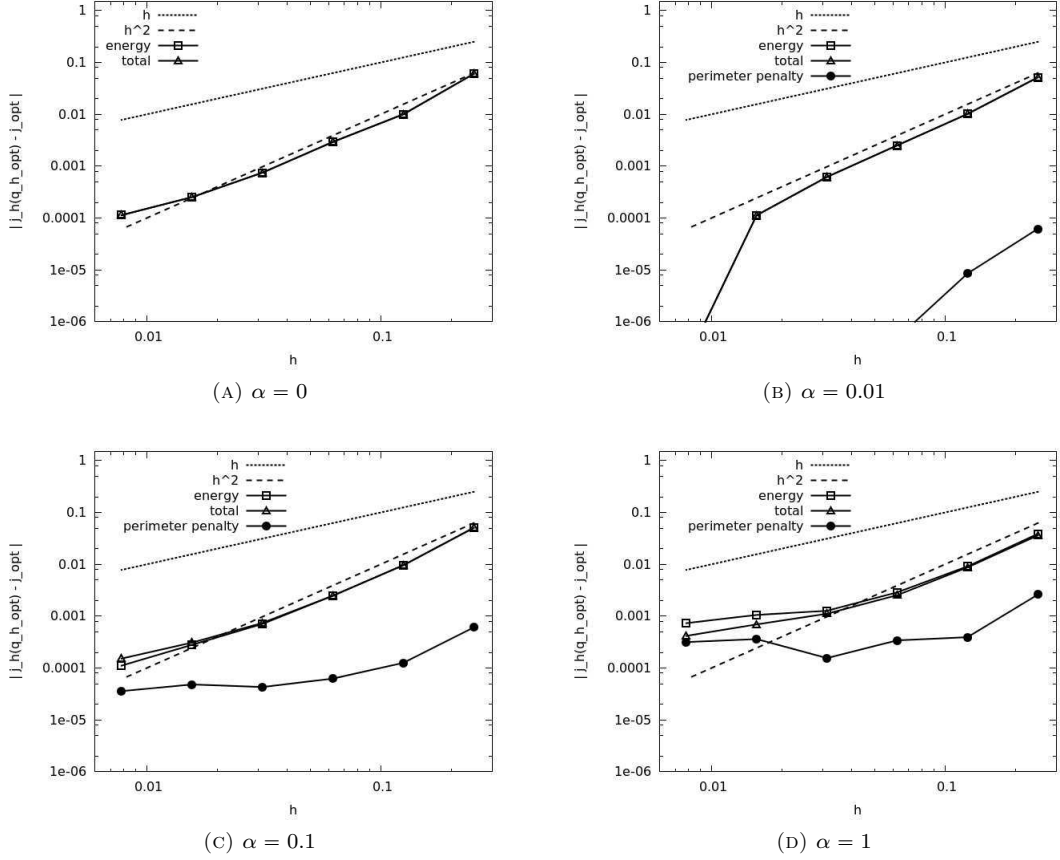 1
0.1
0.01
0.001
0.0001
1e-05
1e-06
| j_h(q_h_opt) - j_opt |
h
h^2
energy
total
0.01
0.1
h
(A) α = 0
1
0.1
0.01
0.001
0.0001
1e-05
1e-06
| j_h(q_h_opt) - j_opt |
h
h^2
energy
total
perimeter penalty
0.01
0.1
h
(B) α = 0.01
1
0.1
0.01
0.001
0.0001
1e-05
1e-06
| j_h(q_h_opt) - j_opt |
h
h^2
energy
total
perimeter penalty
0.01
0.1
h
(C) α = 0.1
1
0.1
0.01
0.001
0.0001
1e-05
1e-06
| j_h(q_h_opt) - j_opt |
h
h^2
energy
total
perimeter penalty
0.01
0.1
h
(D) α = 1